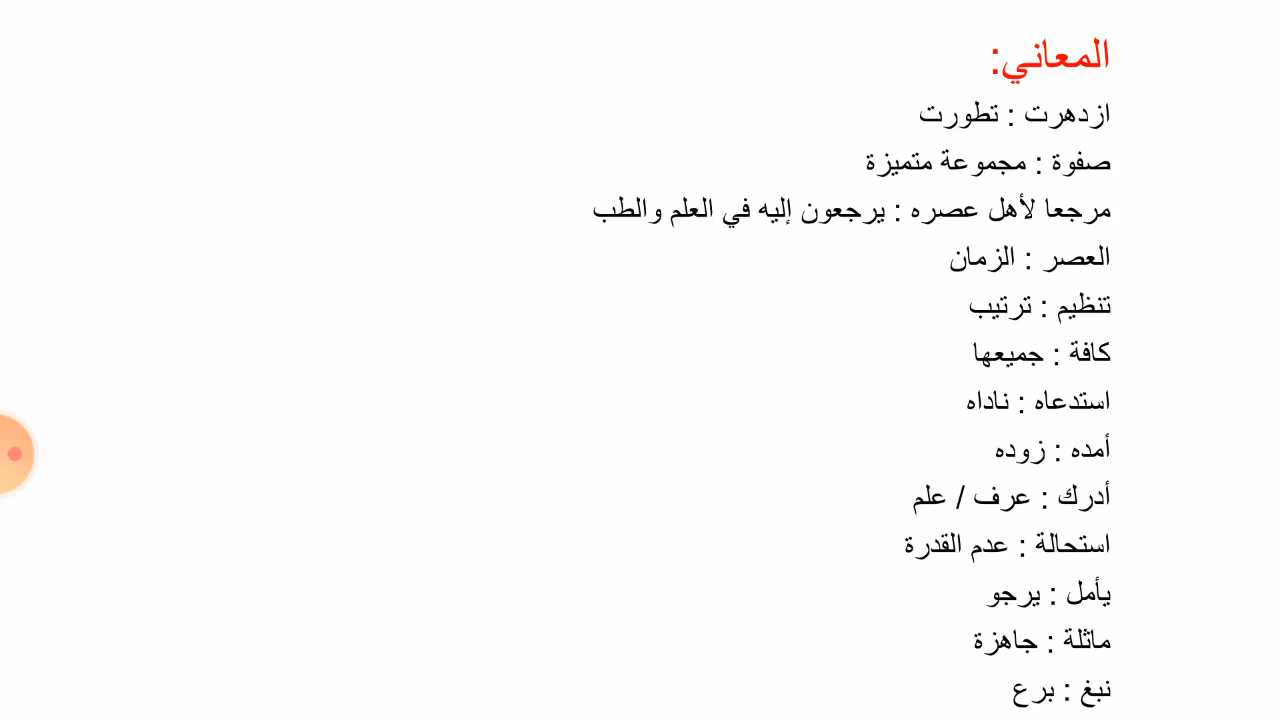 المعاني:
ازدهرت : تطورت
صفوة : مجموعة متميزة
مرجعا لأهل عصره : يرجعون إليه في العلم والطب
العصر : الزمان
تنظيم : ترتيب
كافة : جميعها
استدعاه : ناداه
أمده : زوده
أدرك : عرف / علم
استحالة : عدم القدرة
يأمل : يرجو
ماثلة : جاهزة
نبغ : برع